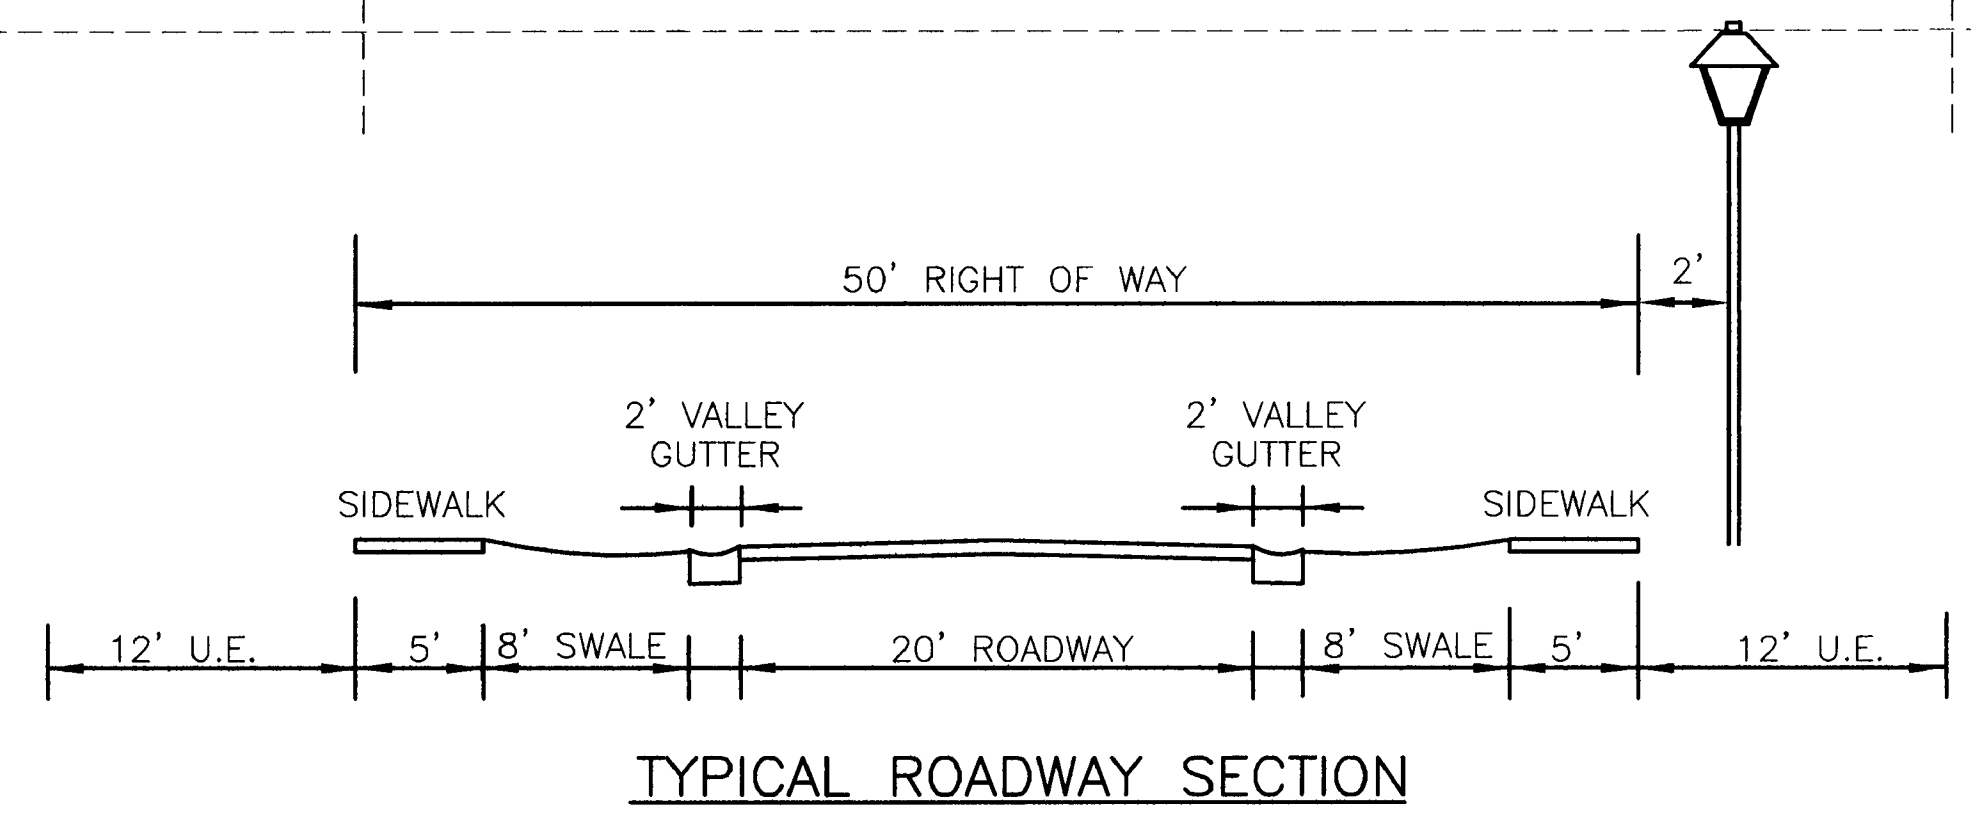 50' RIGHT OF WAY
2'
2' VALLEY
GUTTER
2' VALLEY
GUTTER
SIDEWALK
SIDEWALK
12' U.E.
5'
8' SWALE
20' ROADWAY
8' SWALE
5'
12' U.E.
TYPICAL ROADWAY SECTION